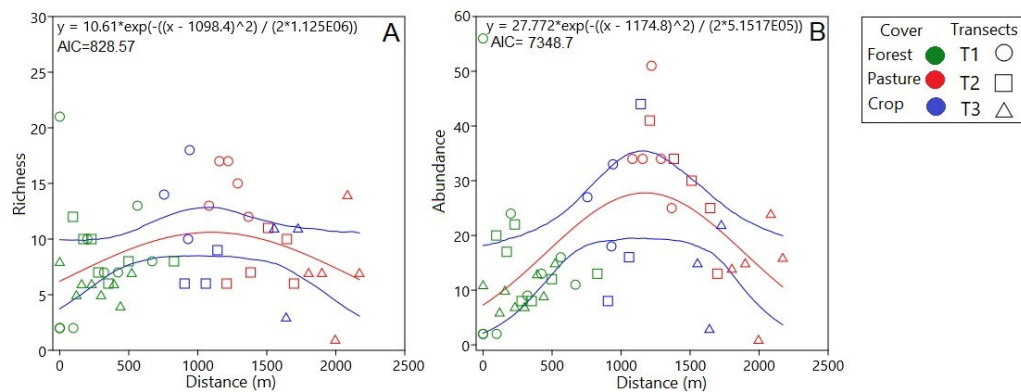 y = 10.61*exp(-((x - 1098.4)^2) / (2*1.125E06))
AIC=828.57
A
30
25
20
15
10
5
0
Richness
0 500 1000 1500 2000 2500
Distance (m)
y = 27.772*exp(-((x - 1174.8)^2) / (2*5.1517E05))
AIC= 7348.7
B
60
50
40
30
20
10
0
Abundance
0 500 1000 1500 2000 2500
Distance (m)
Cover Transects
Forest T1
Pasture T2
Crop T3